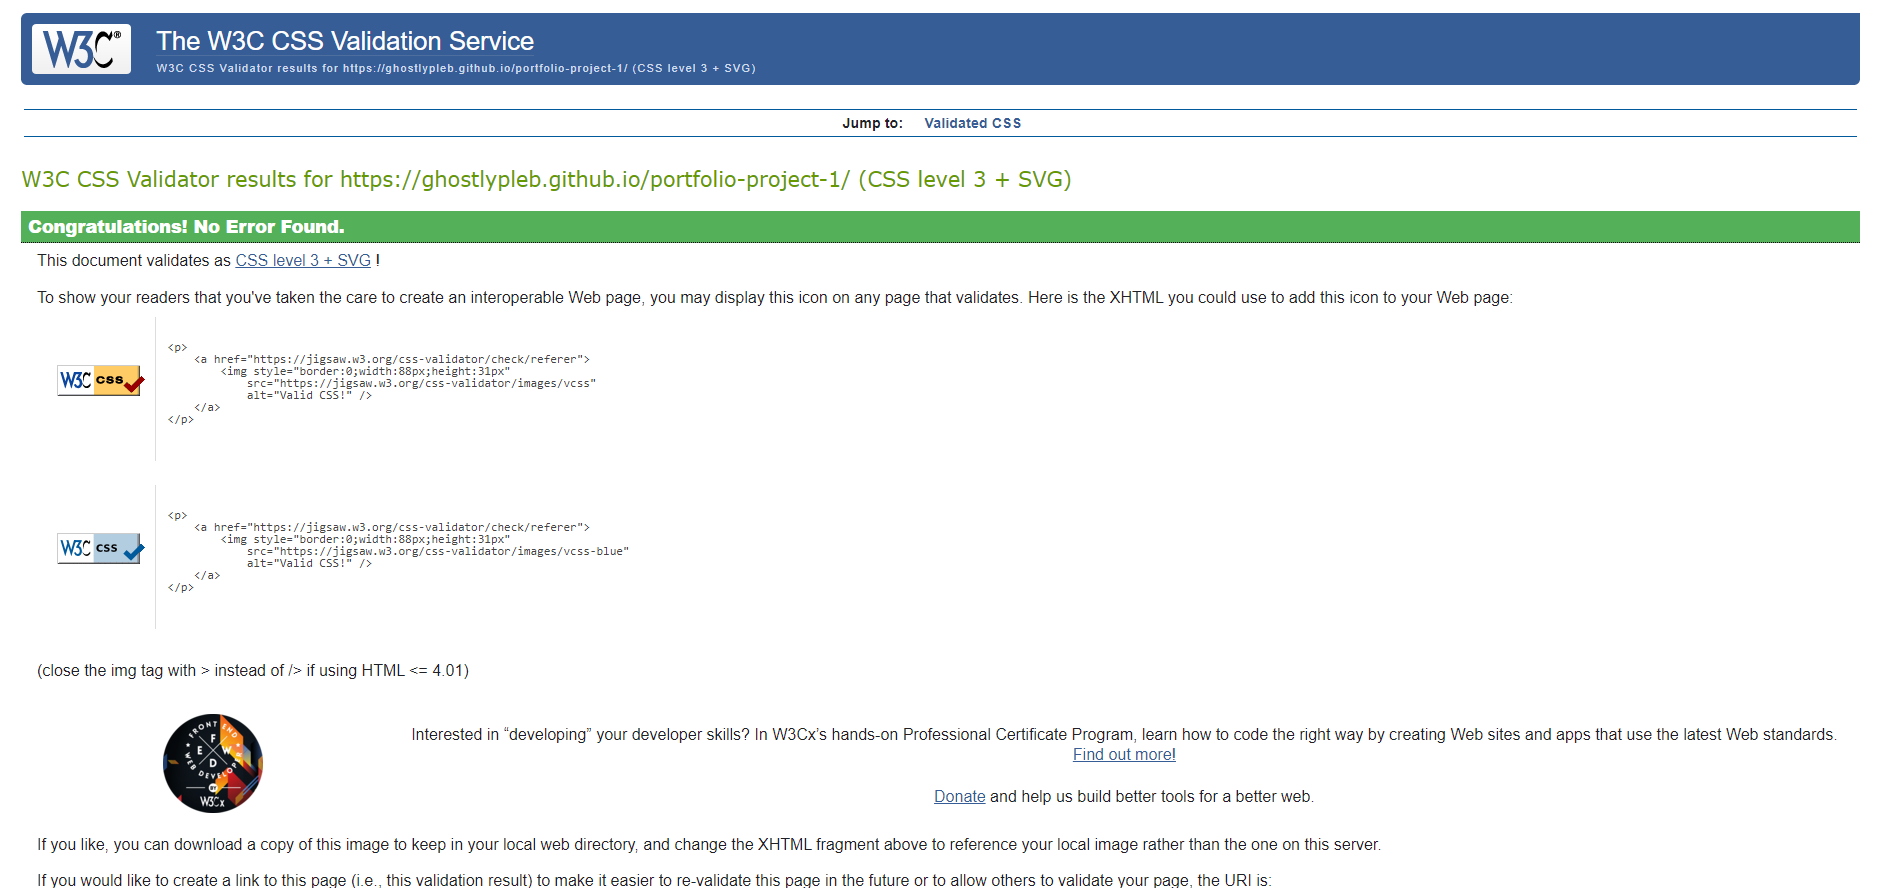 W3C®
The W3C CSS Validation Service
W3C CSS Validator results for https://ghostlypleb.github.io/portfolio-project-1/ (CSS level 3 + SVG)
Jump to: Validated CSS
W3C CSS Validator results for https://ghostlypleb.github.io/portfolio-project-1/ (CSS level 3 + SVG)
Congratulations! No Error Found.
This document validates as CSS level 3 + SVG !
To show your readers that you've taken the care to create an interoperable Web page, you may display this icon on any page that validates. Here is the XHTML you could use to add this icon to your Web page:
W3C css
<p>
<a href="https://jigsaw.w3.org/css-validator/check/referer">
<img style="border:0;width:88px;height:31px"
src="https://jigsaw.w3.org/css-validator/images/vcss"
alt="Valid CSS!" />
</a>
</p>
W3C css
<p>
<a href="https://jigsaw.w3.org/css-validator/check/referer">
<img style="border:0;width:88px;height:31px"
src="https://jigsaw.w3.org/css-validator/images/vcss-blue"
alt="Valid CSS!" />
</a>
</p>
(close the img tag with > instead of /> if using HTML <= 4.01)
FRONT END
F
E W
D
WEB DEVELOPER
W3Cx
Interested in “developing” your developer skills? In W3Cx’s hands-on Professional Certificate Program, learn how to code the right way by creating Web sites and apps that use the latest Web standards.
Find out more!
Donate and help us build better tools for a better web.
If you like, you can download a copy of this image to keep in your local web directory, and change the XHTML fragment above to reference your local image rather than the one on this server.
If you would like to create a link to this page (i.e., this validation result) to make it easier to re-validate this page in the future or to allow others to validate your page, the URI is: